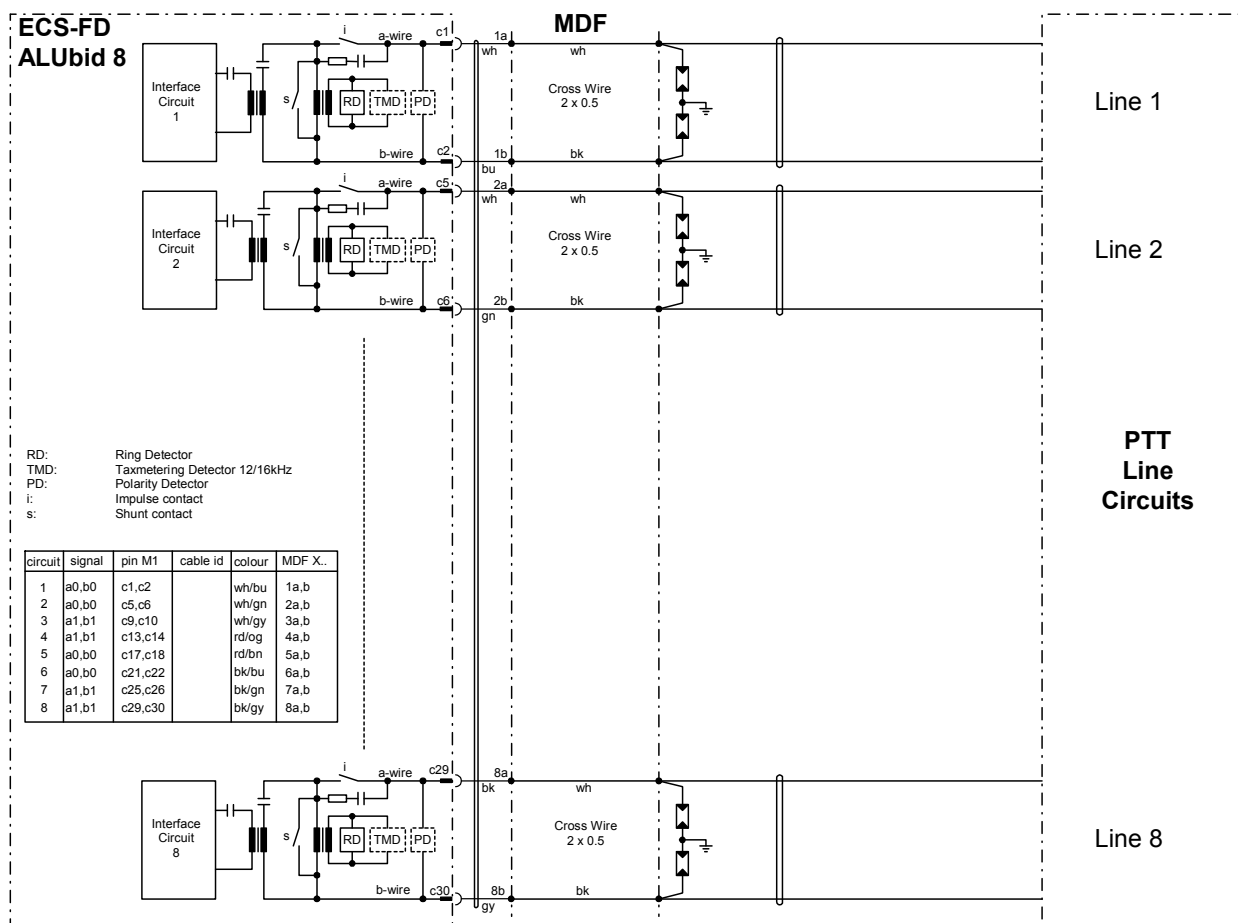 ECS-FD
ALUbid 8
MDF
Interface
Circuit
1
i
a-wire
c1
s
RD
TMD
PD
b-wire
c2
1a
wh
wh
Cross Wire
2 x 0.5
1b
bu
bk
Line 1
Interface
Circuit
2
i
a-wire
c5
s
RD
TMD
PD
b-wire
c6
2a
wh
wh
Cross Wire
2 x 0.5
2b
gn
bk
Line 2
RD: Ring Detector
TMD: Taxmetering Detector 12/16kHz
PD: Polarity Detector
i: Impulse contact
s: Shunt contact
PTT
Line
Circuits
circuit signal pin M1 cable id colour MDF X..
1 a0,b0 c1,c2 wh/bu 1a,b
2 a0,b0 c5,c6 wh/gn 2a,b
3 a1,b1 c9,c10 wh/gy 3a,b
4 a1,b1 c13,c14 rd/og 4a,b
5 a0,b0 c17,c18 rd/bn 5a,b
6 a0,b0 c21,c22 bk/bu 6a,b
7 a1,b1 c25,c26 bk/gn 7a,b
8 a1,b1 c29,c30 bk/gy 8a,b
Interface
Circuit
8
i
a-wire
c29
s
RD
TMD
PD
b-wire
c30
8a
bk
wh
Cross Wire
2 x 0.5
8b
gy
bk
Line 8